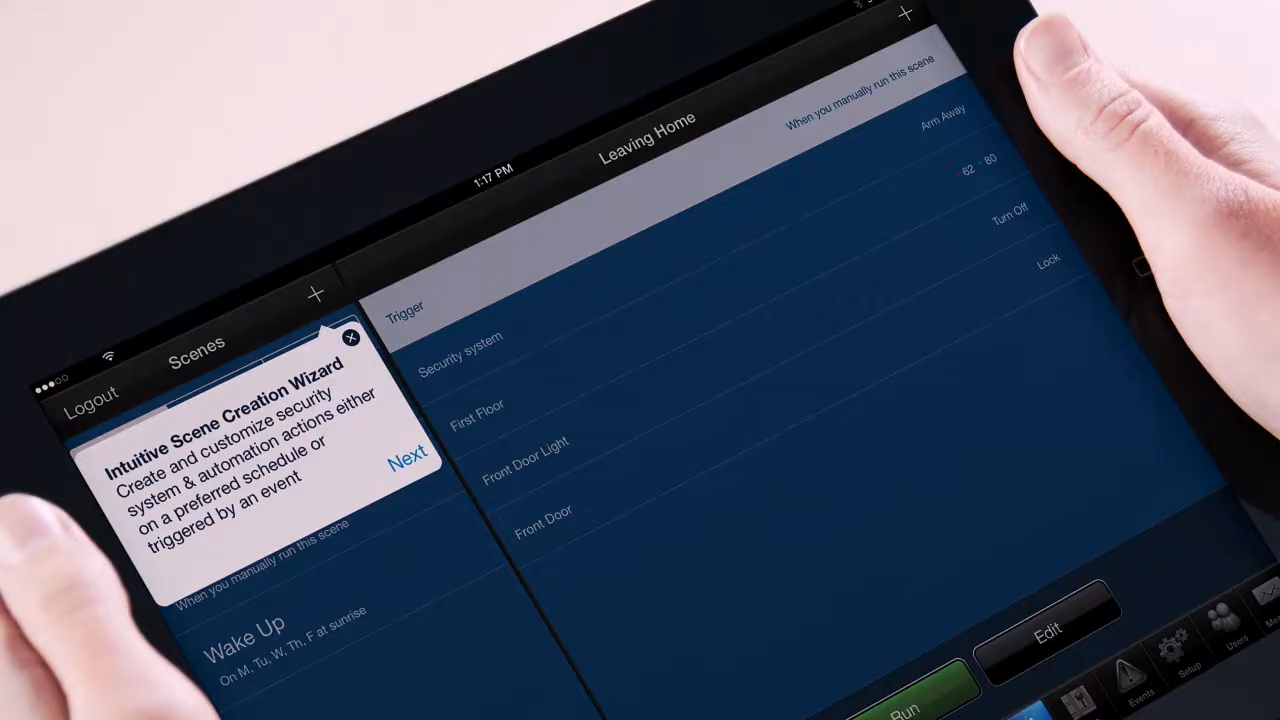 1:17 PM
Logout
Scenes
+
Leaving Home
+
Intuitive Scene Creation Wizard
Create and customize security
system & automation actions either
on a preferred schedule or
triggered by an event
Next
When you manually run this scene
Wake Up
On M, Tu, W, Th, F at sunrise
Trigger
When you manually run this scene
Security system
Arm Away
First Floor
62 · 80
Front Door Light
Turn Off
Front Door
Lock
Run
Edit
Events
Setup
Users